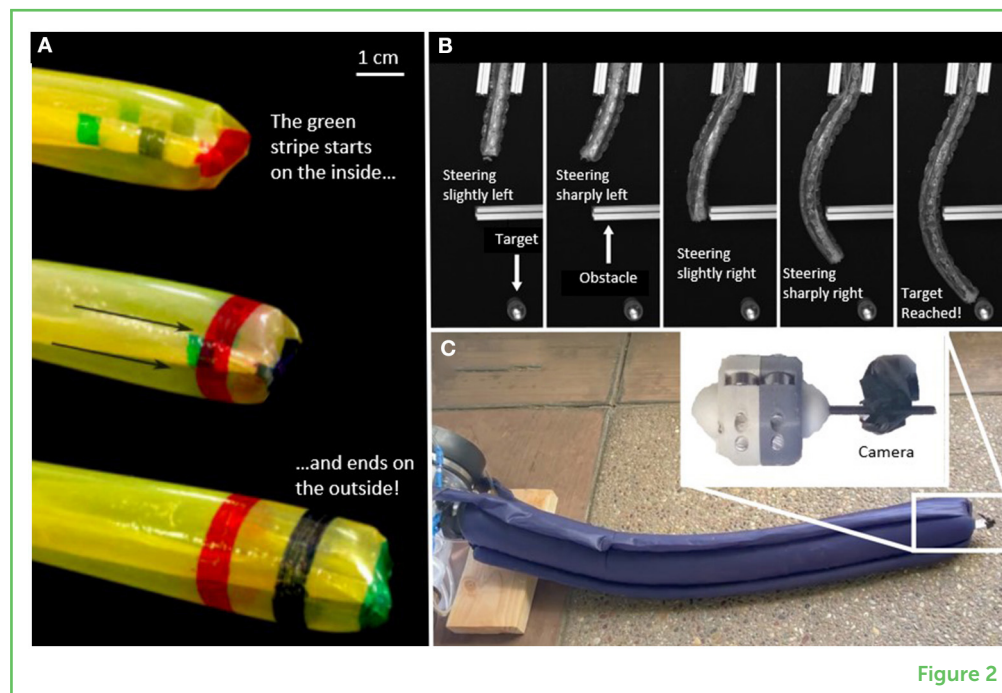 A
1 cm
The green
stripe starts
on the inside...
...and ends on
the outside!
B
Steering
slightly left
Target
Steering
sharply left
Obstacle
Steering
slightly right
Steering
sharply right
Target
Reached!
C
Camera
Figure 2